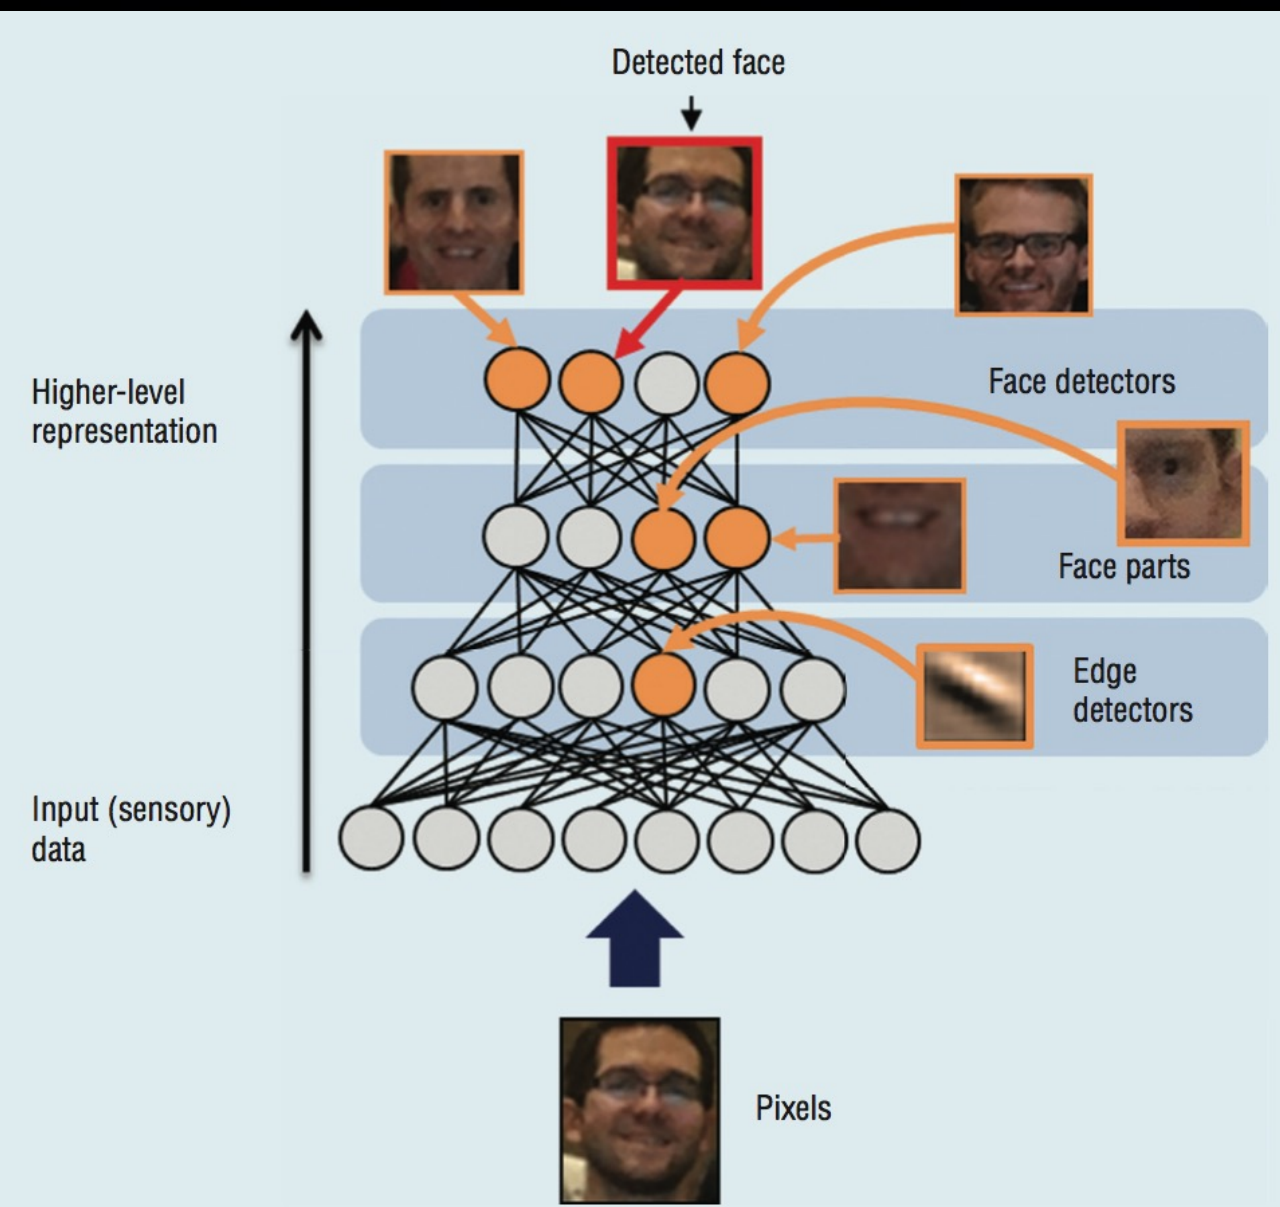 Detected face
Higher-level
representation
Face detectors
Face parts
Edge
detectors
Input (sensory)
data
Pixels